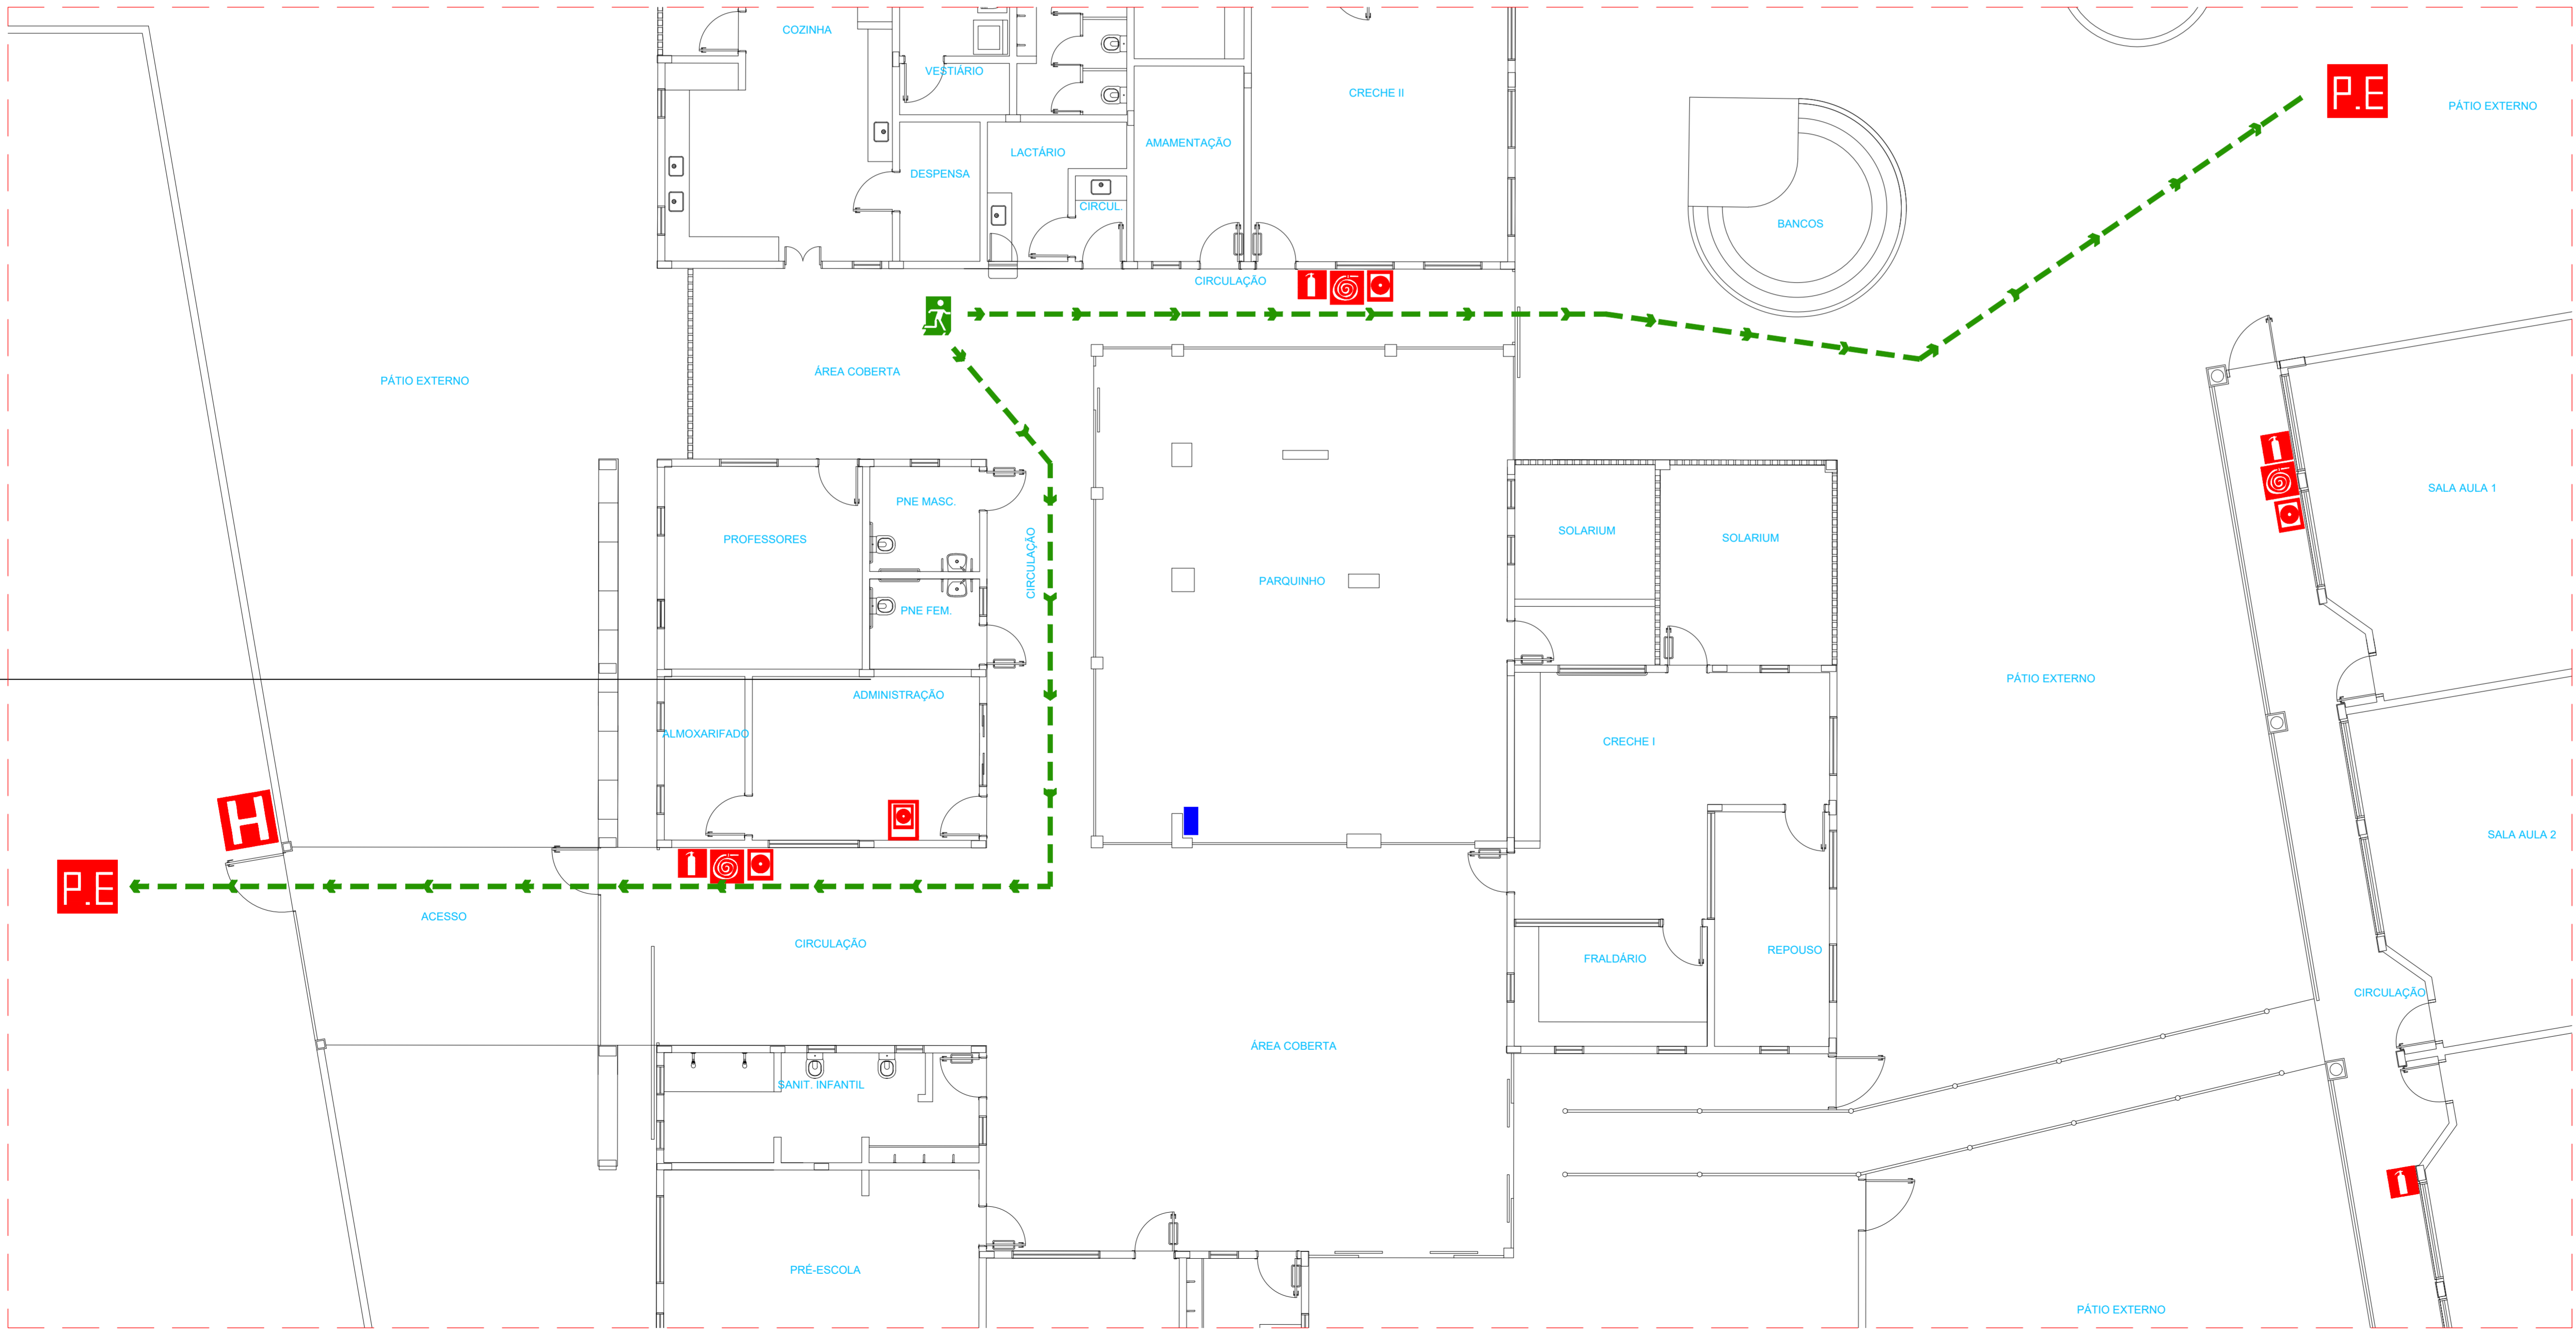 COZINHA
VESTIÁRIO
CRECHE II
P.E
PÁTIO EXTERNO
AMAMENTAÇÃO
LACTÁRIO
DESPENSA
CIRCUL.
BANCOS
CIRCULAÇÃO
ÁREA COBERTA
PÁTIO EXTERNO
SALA AULA 1
PNE MASC.
SOLARIUM
SOLARIUM
PROFESSORES
CIRCULAÇÃO
PARQUINHO
PNE FEM.
PÁTIO EXTERNO
ADMINISTRAÇÃO
ALMOXARIFADO
CRECHE I
H
SALA AULA 2
P.E
ACESSO
CIRCULAÇÃO
REPOUSO
FRALDÁRIO
CIRCULAÇÃO
ÁREA COBERTA
SANIT. INFANTIL
PRÉ-ESCOLA
PÁTIO EXTERNO